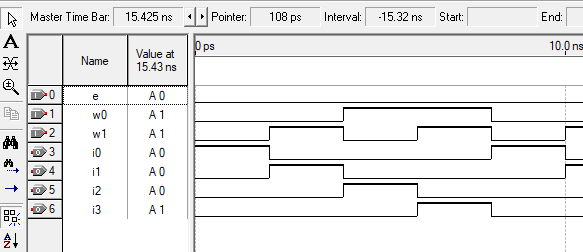 Master Time Bar: 15.425 ns Pointer: 108 ps Interval: -15.32 ns Start: End:
A
Name Value at 15.43 ns 0 ps 10.0 ns
0 e A 0
1 w0 A 1
2 w1 A 1
3 i0 A 0
4 i1 A 0
5 i2 A 0
6 i3 A 1
A
Z